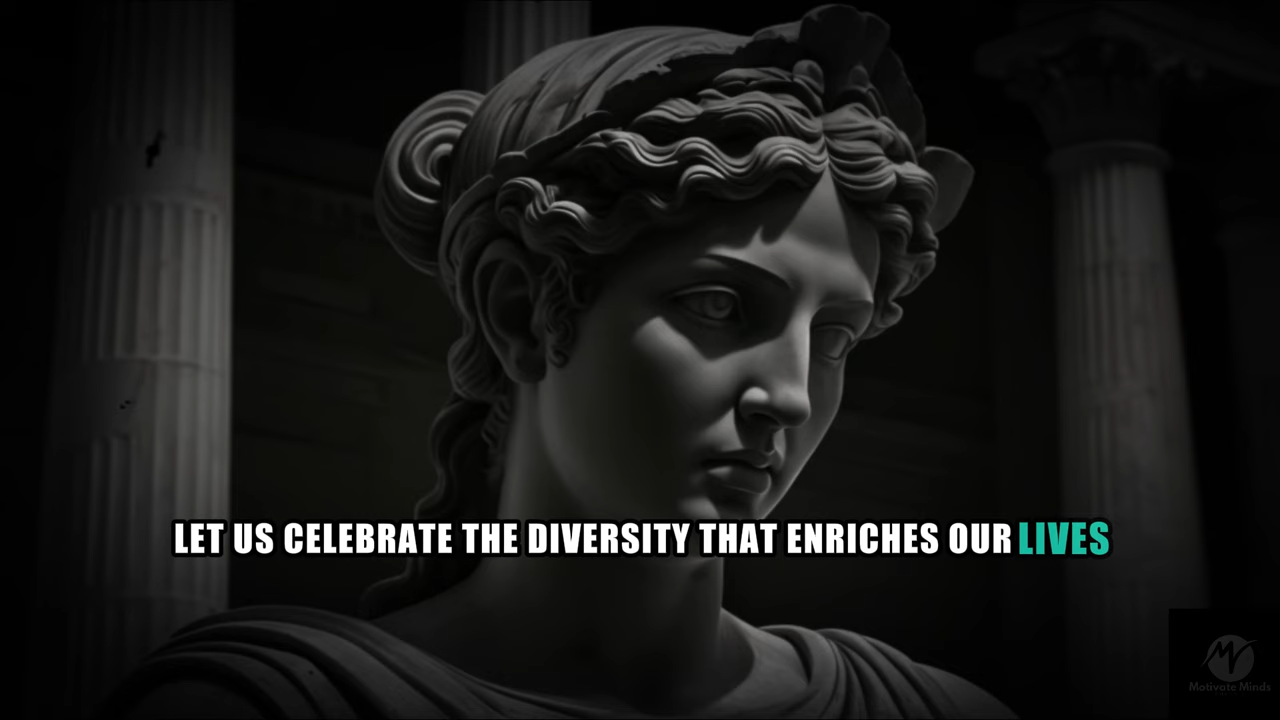 LET US CELEBRATE THE DIVERSITY THAT ENRICHES OUR LIVES
Motivate Minds